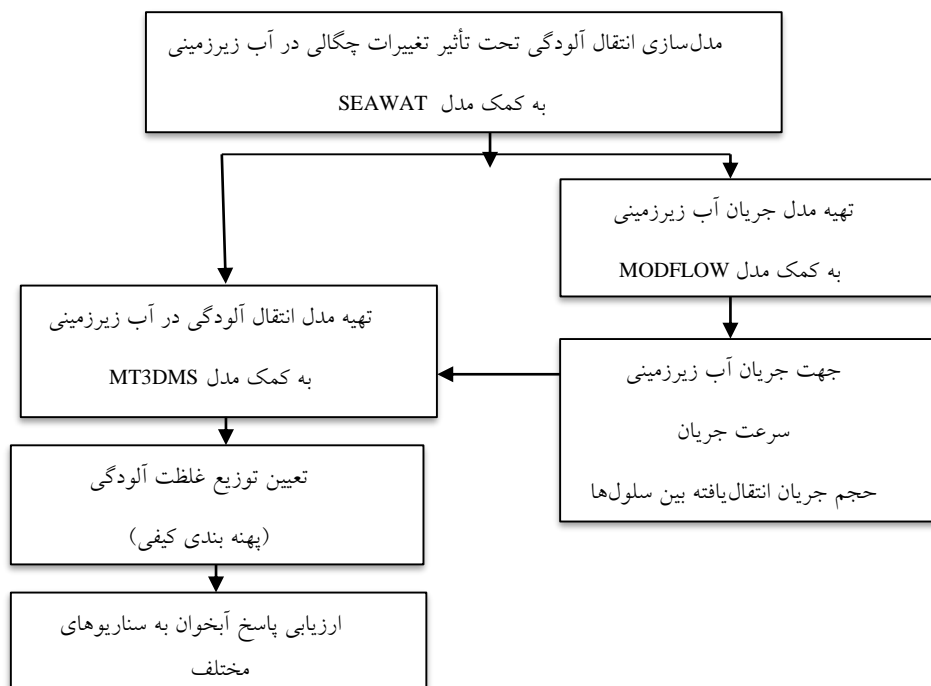 مدل‌سازی انتقال آلودگی تحت تأثیر تغییرات چگالی در آب زیرزمینی
به کمک مدل SEAWAT
تهیه مدل جریان آب زیرزمینی
به کمک مدل MODFLOW
تهیه مدل انتقال آلودگی در آب زیرزمینی
به کمک مدل MT3DMS
جهت جریان آب زیرزمینی
سرعت جریان
حجم جریان انتقال‌یافته بین سلول‌ها
تعیین توزیع غلظت آلودگی
(پهنه بندی کیفی)
ارزیابی پاسخ آبخوان به سناریوهای
مختلف